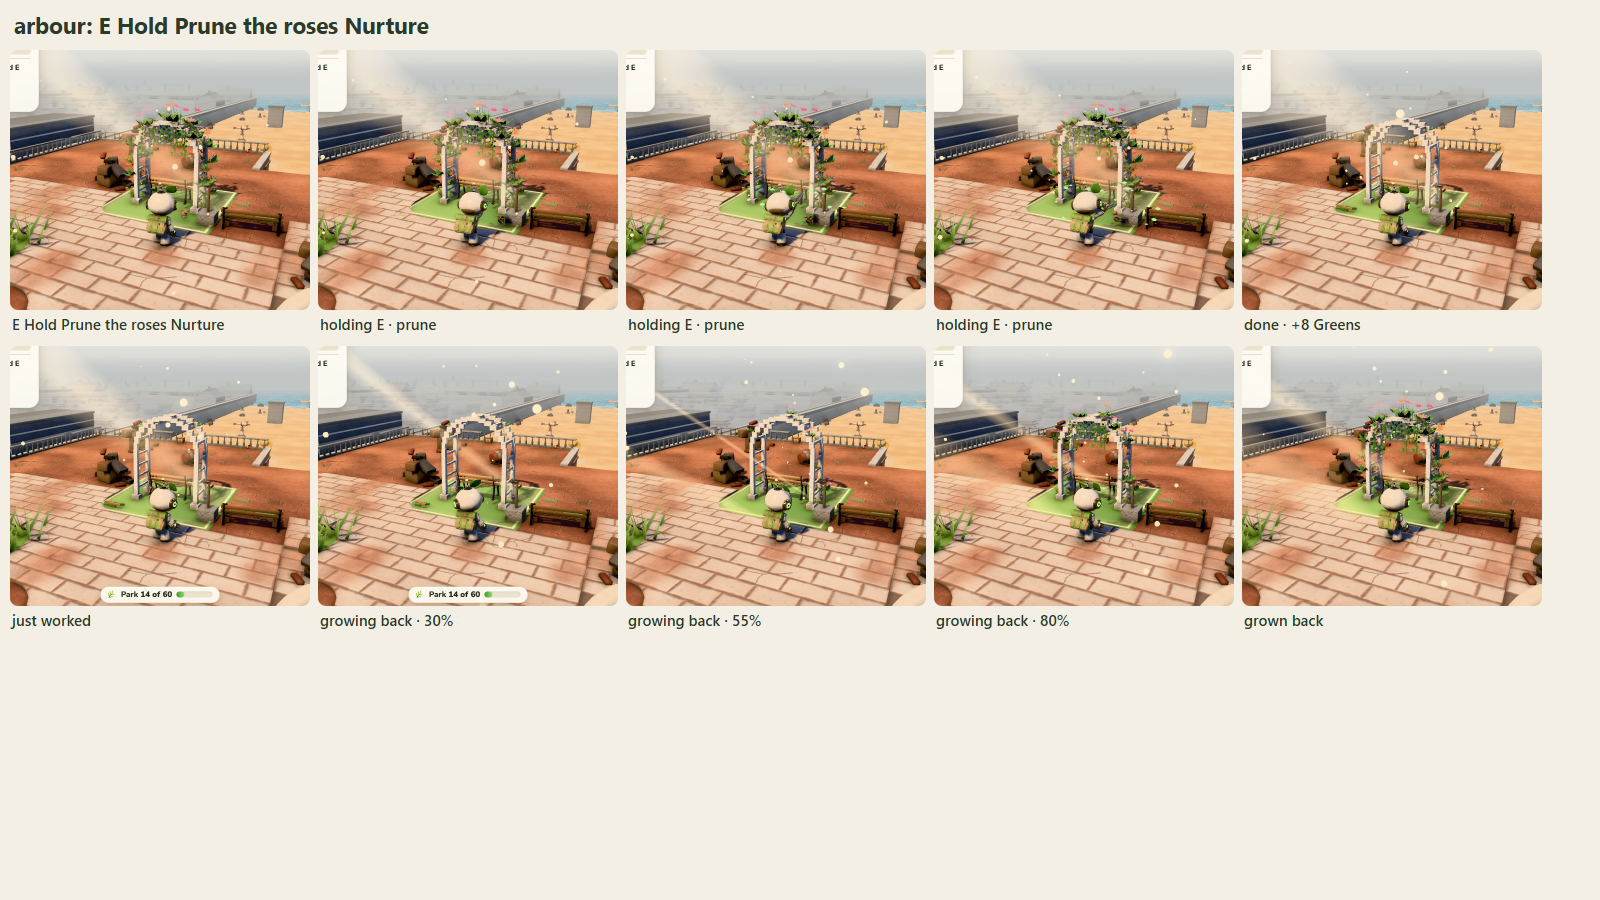 arbour: E Hold Prune the roses Nurture
d E
d E
d E
d E
d E
E Hold Prune the roses Nurture
holding E · prune
holding E · prune
holding E · prune
done · +8 Greens
d E
d E
d E
d E
d E
Park 14 of 60
Park 14 of 60
just worked
growing back · 30%
growing back · 55%
growing back · 80%
grown back